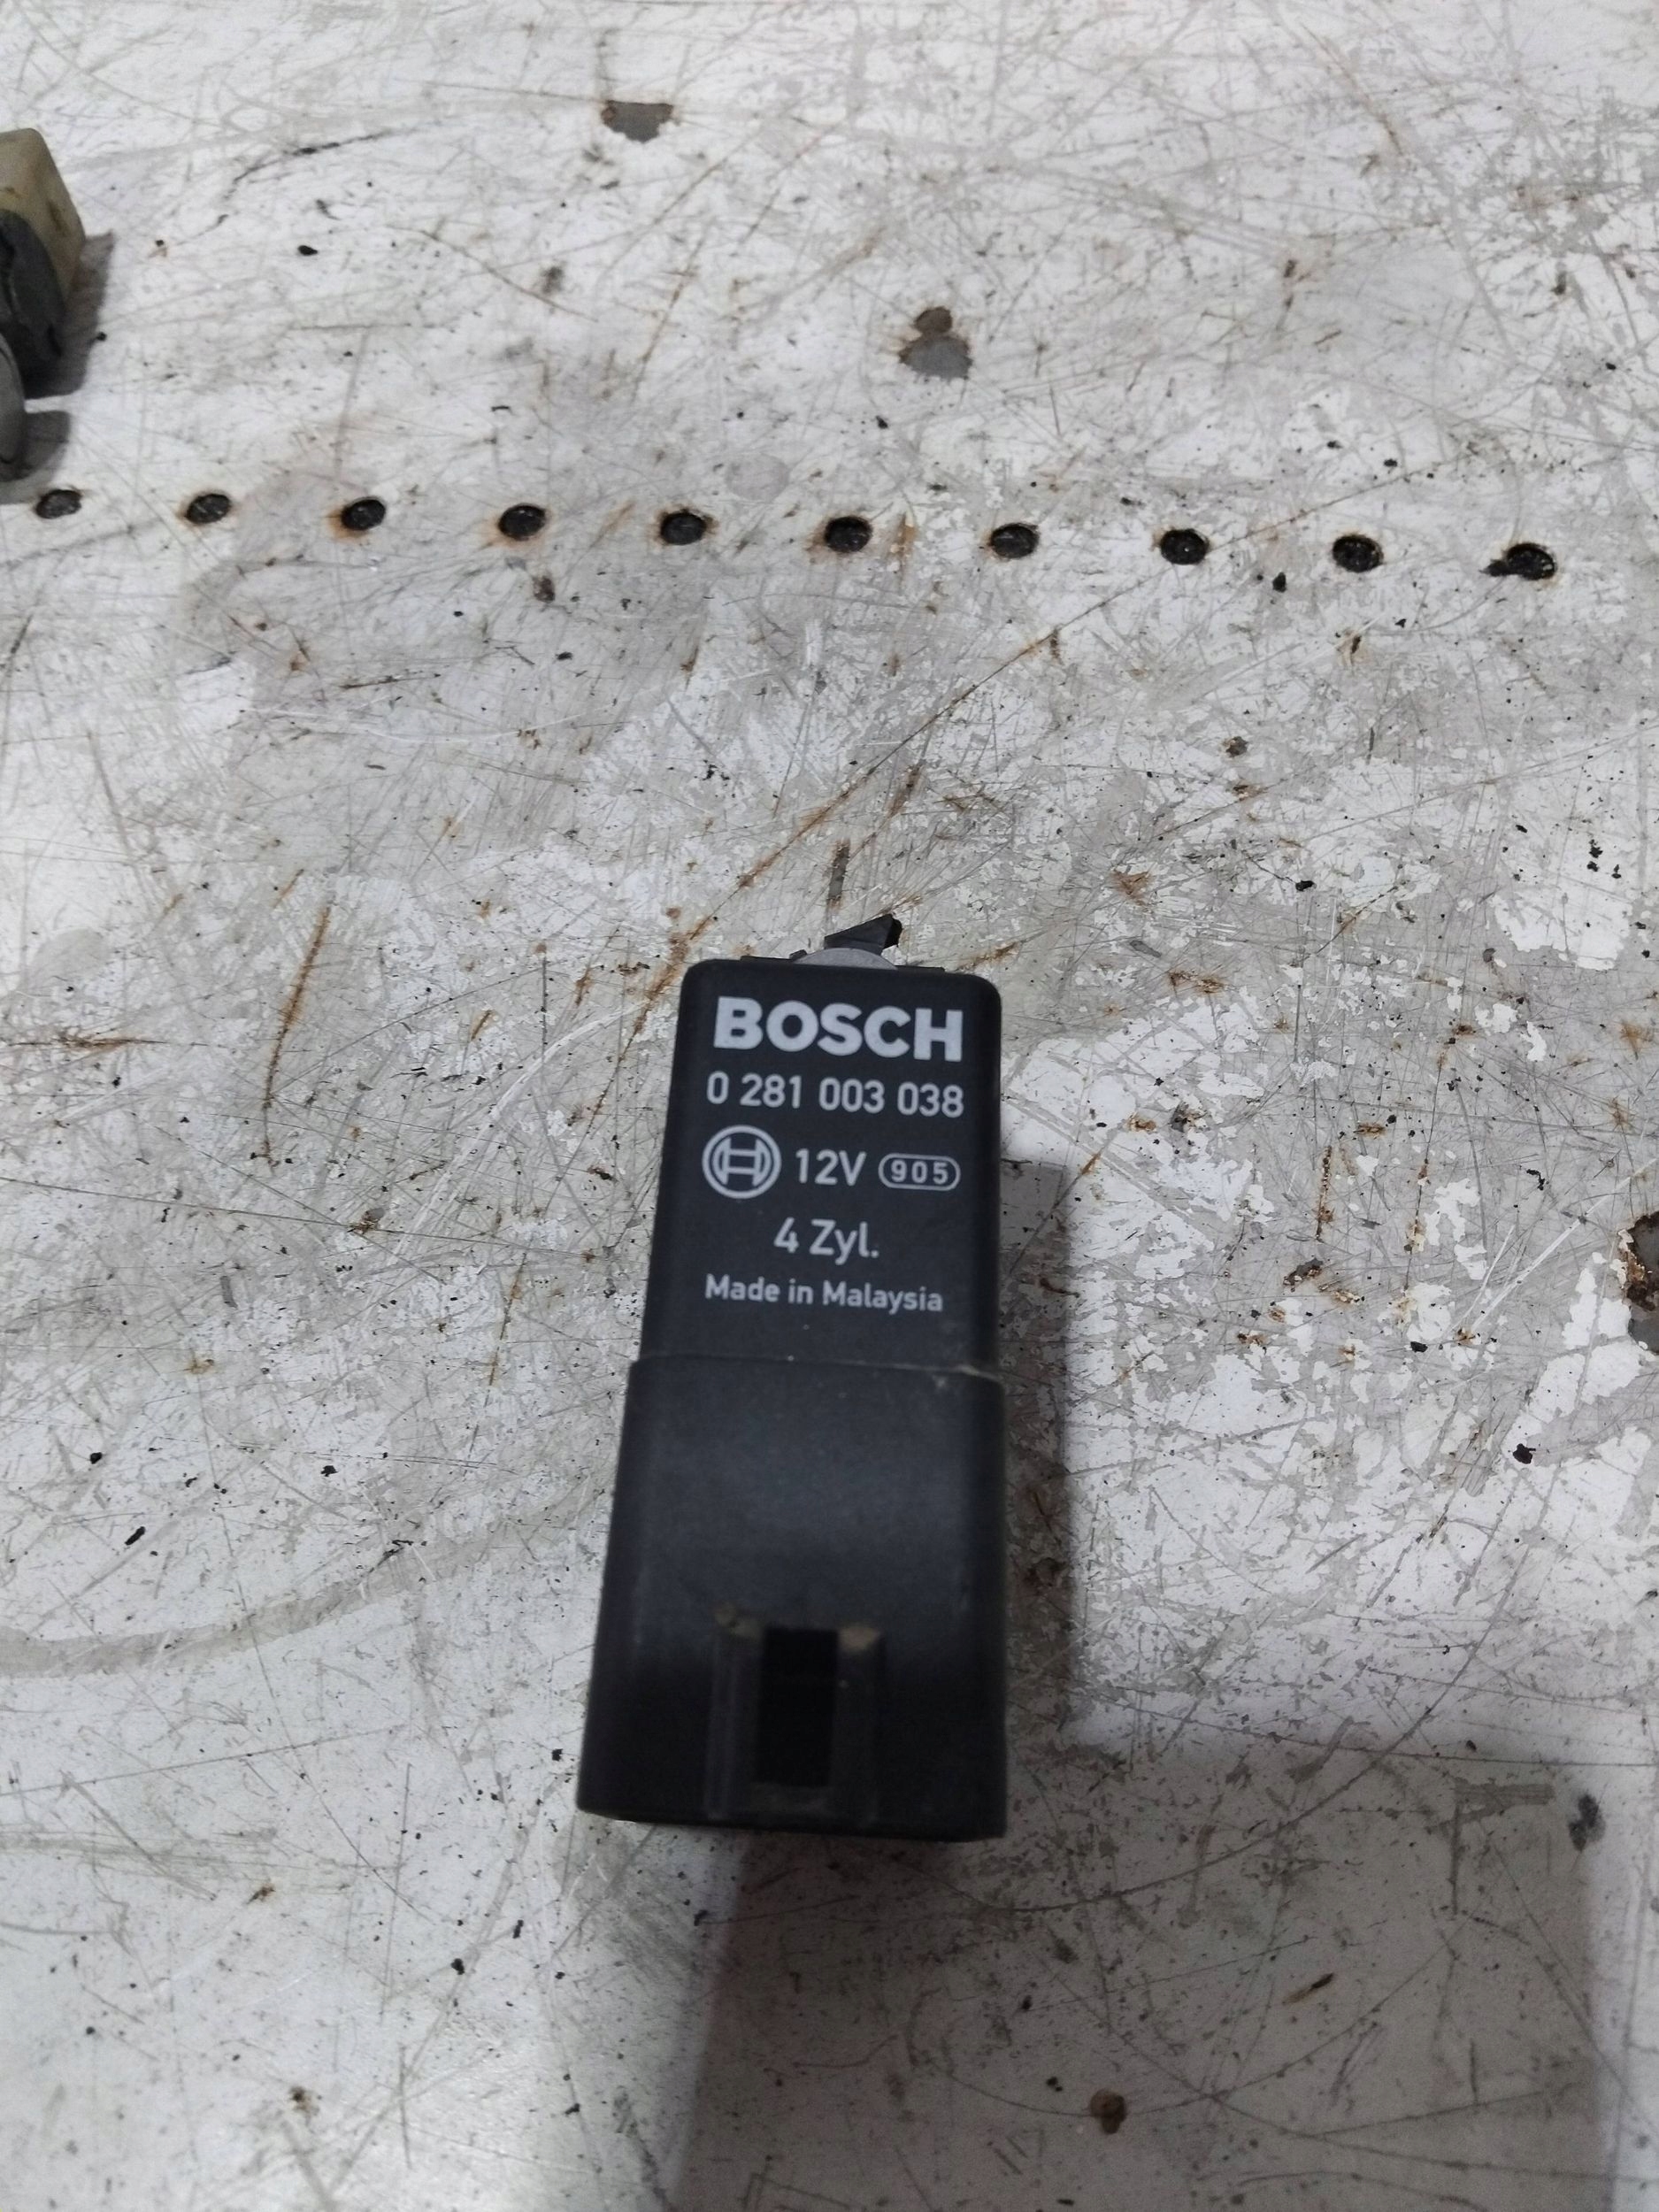 BOSCH
0 281 003 038
12V 905
4 Zyl.
Made in Malaysia